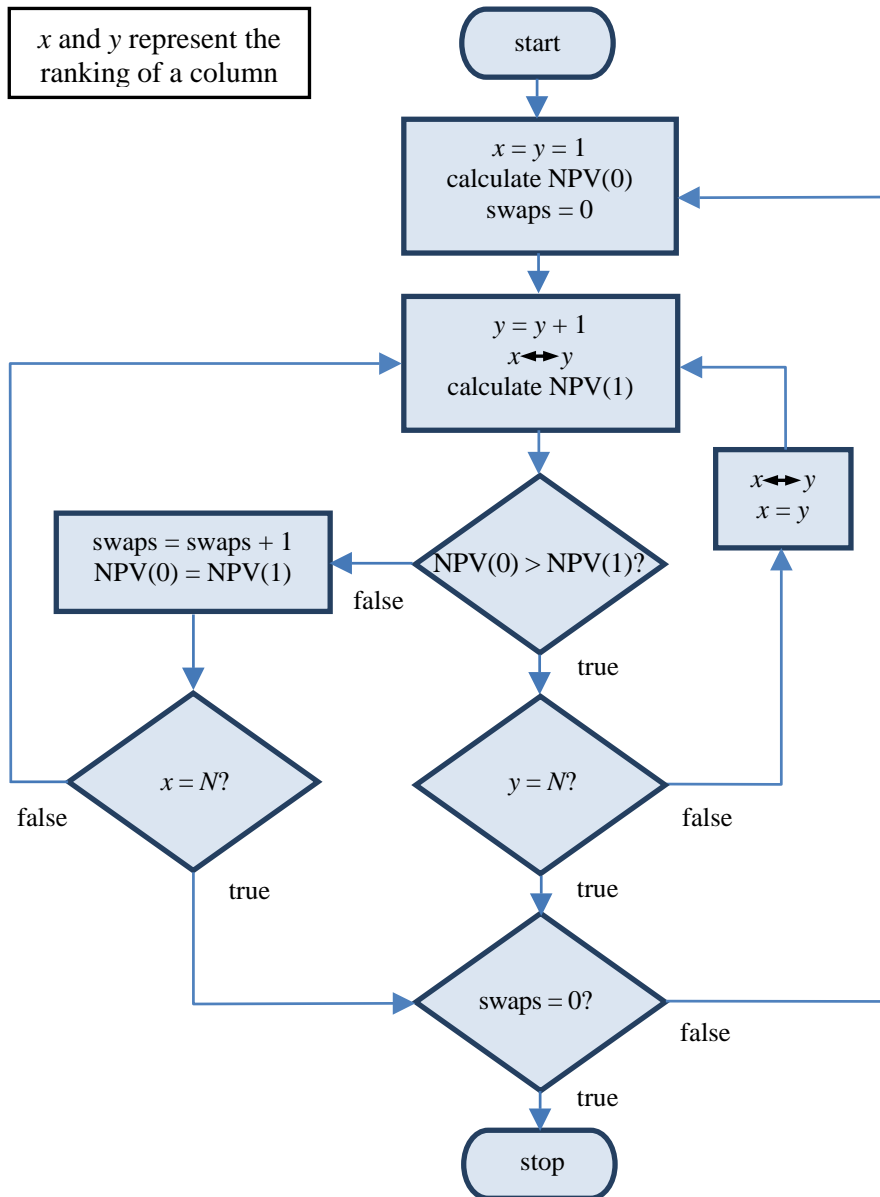 x and y represent the
ranking of a column
start
x = y = 1
calculate NPV(0)
swaps = 0
y = y + 1
x↔y
calculate NPV(1)
x↔y
x = y
swaps = swaps + 1
NPV(0) = NPV(1)
NPV(0) > NPV(1)?
false
true
x = N?
y = N?
false
false
true
true
swaps = 0?
false
true
stop